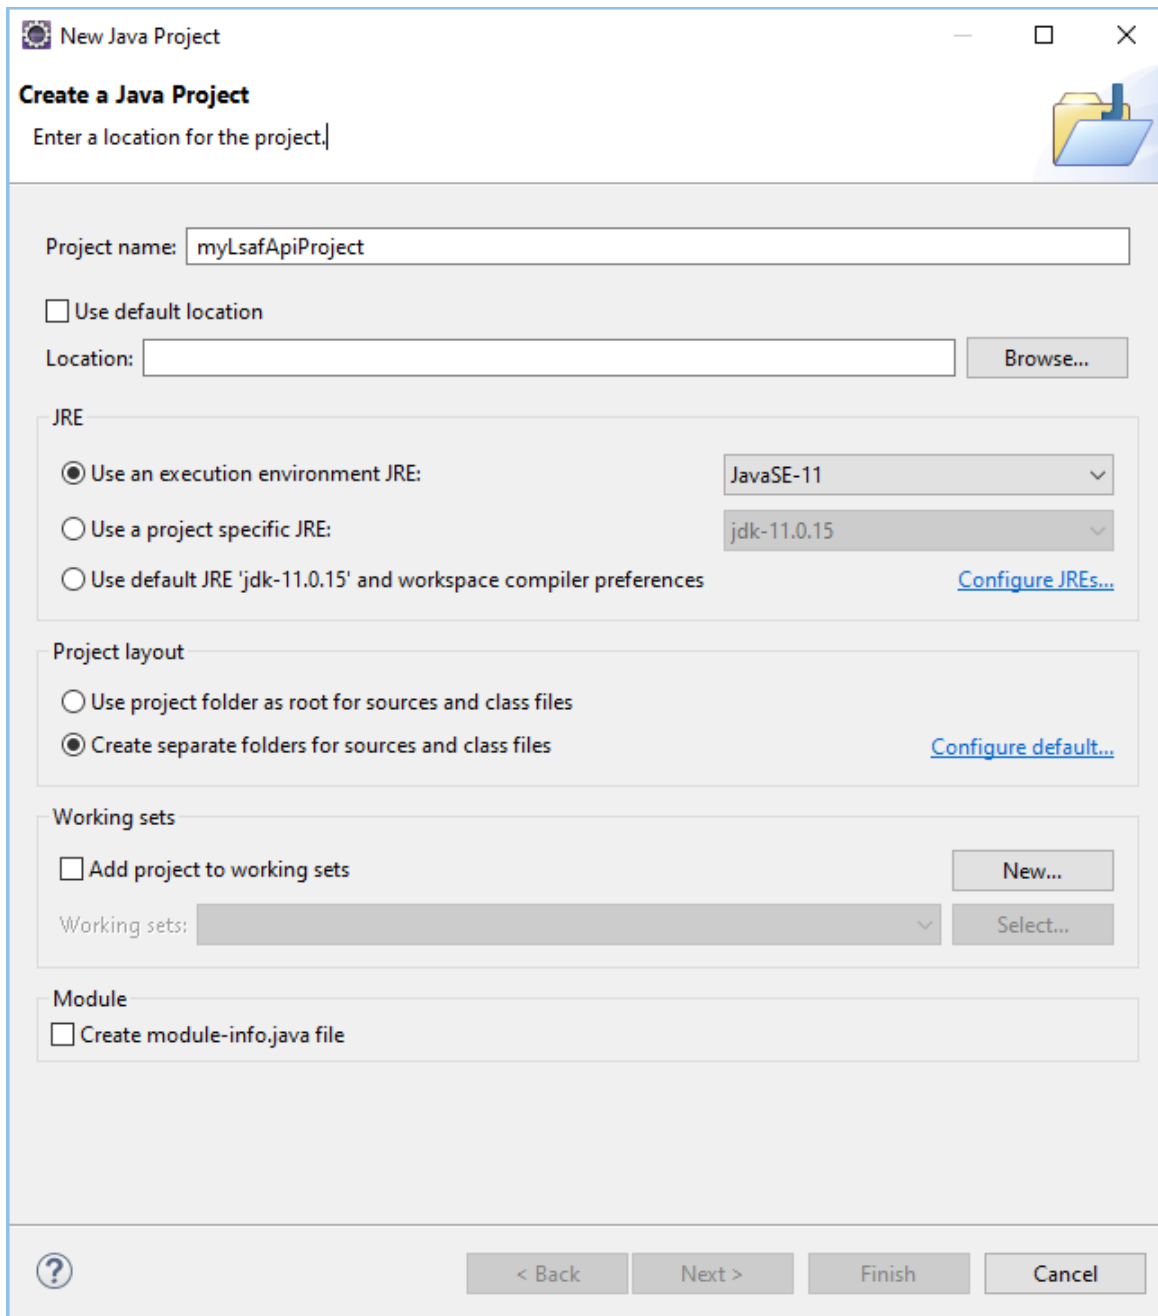 New Java Project
Create a Java Project
Enter a location for the project.
Project name: myLsafApiProject
Use default location
Location: Browse...
JRE
Use an execution environment JRE: JavaSE-11
Use a project specific JRE: jdk-11.0.15
Use default JRE 'jdk-11.0.15' and workspace compiler preferences Configure JREs...
Project layout
Use project folder as root for sources and class files
Create separate folders for sources and class files Configure default...
Working sets
Add project to working sets New...
Working sets: Select...
Module
Create module-info.java file
? < Back Next > Finish Cancel